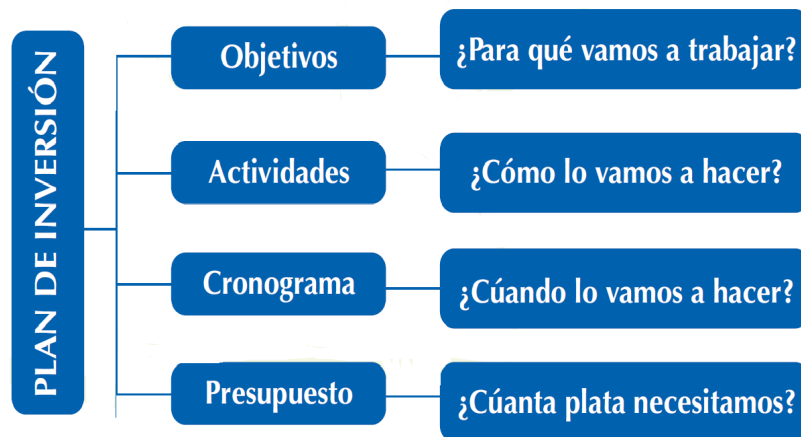 PLAN DE INVERSIÓN
Objetivos
¿Para qué vamos a trabajar?
Actividades
¿Cómo lo vamos a hacer?
Cronograma
¿Cúando lo vamos a hacer?
Presupuesto
¿Cúanta plata necesitamos?